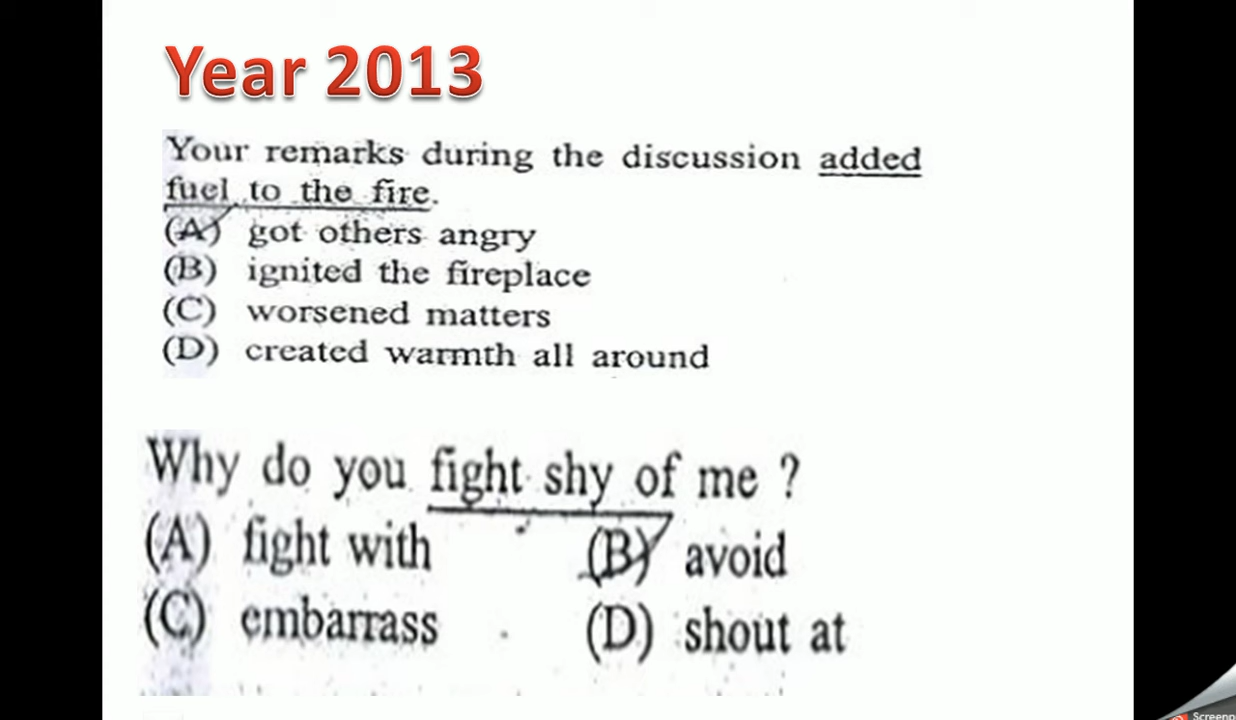 Year 2013
Your remarks during the discussion added
fuel to the fire.
(A) got others angry
(B) ignited the fireplace
(C) worsened matters
(D) created warmth all around
Why do you fight shy of me ?
(A) fight with (B) avoid
(C) embarrass (D) shout at